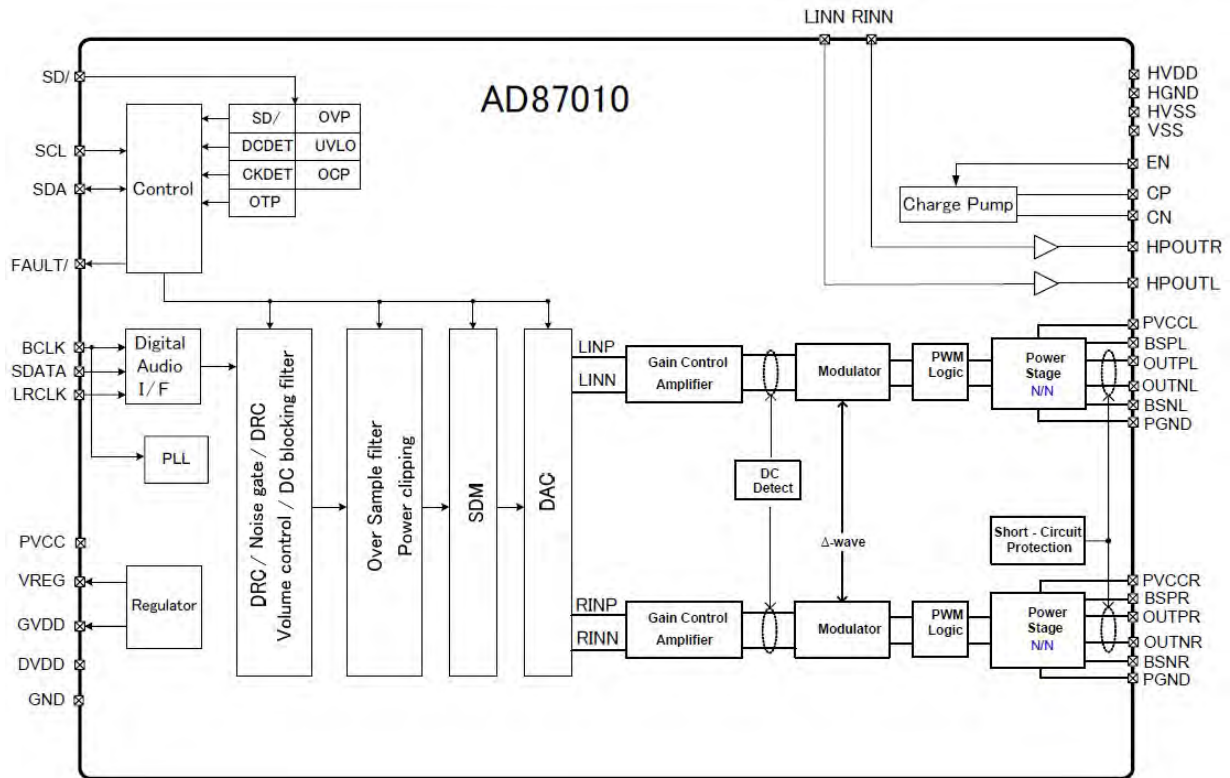 LINN RINN
AD87010
SD/
SCL
SDA
FAULT/
BCLK
SDATA
LRCLK
PVCC
VREG
GVDD
DVDD
GND
Control
SD/ OVP
DCDET UVLO
CKDET OCP
OTP
Digital
Audio
I/F
PLL
Regulator
DRC/ Noise gate / DRC
Volume control / DC blocking filter
Over Sample filter
Power clipping
SDM
DAC
LINP
LINN
RINP
RINN
Gain Control
Amplifier
Modulator
PWM
Logic
Power
Stage
N/N
DC
Detect
Δ-wave
Short - Circuit
Protection
Gain Control
Amplifier
Modulator
PWM
Logic
Power
Stage
N/N
Charge Pump
HVDD
HGND
HVSS
VSS
EN
CP
CN
HPOUTR
HPOUTL
PVCCL
BSPL
OUTPL
OUTNL
BSNL
PGND
PVCCR
BSPR
OUTPR
OUTNR
BSNR
PGND